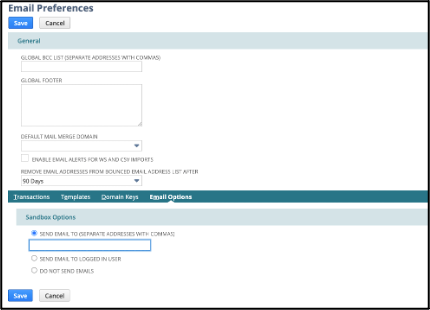 Email Preferences
Save Cancel
General
GLOBAL BCC LIST (SEPARATE ADDRESSES WITH COMMAS)
GLOBAL FOOTER
DEFAULT MAIL MERGE DOMAIN
ENABLE EMAIL ALERTS FOR WS AND CSV IMPORTS
REMOVE EMAIL ADDRESSES FROM BOUNCED EMAIL ADDRESS LIST AFTER
90 Days
Transactions Templates Domain Keys Email Options
Sandbox Options
SEND EMAIL TO (SEPARATE ADDRESSES WITH COMMAS)
SEND EMAIL TO LOGGED IN USER
DO NOT SEND EMAILS
Save Cancel